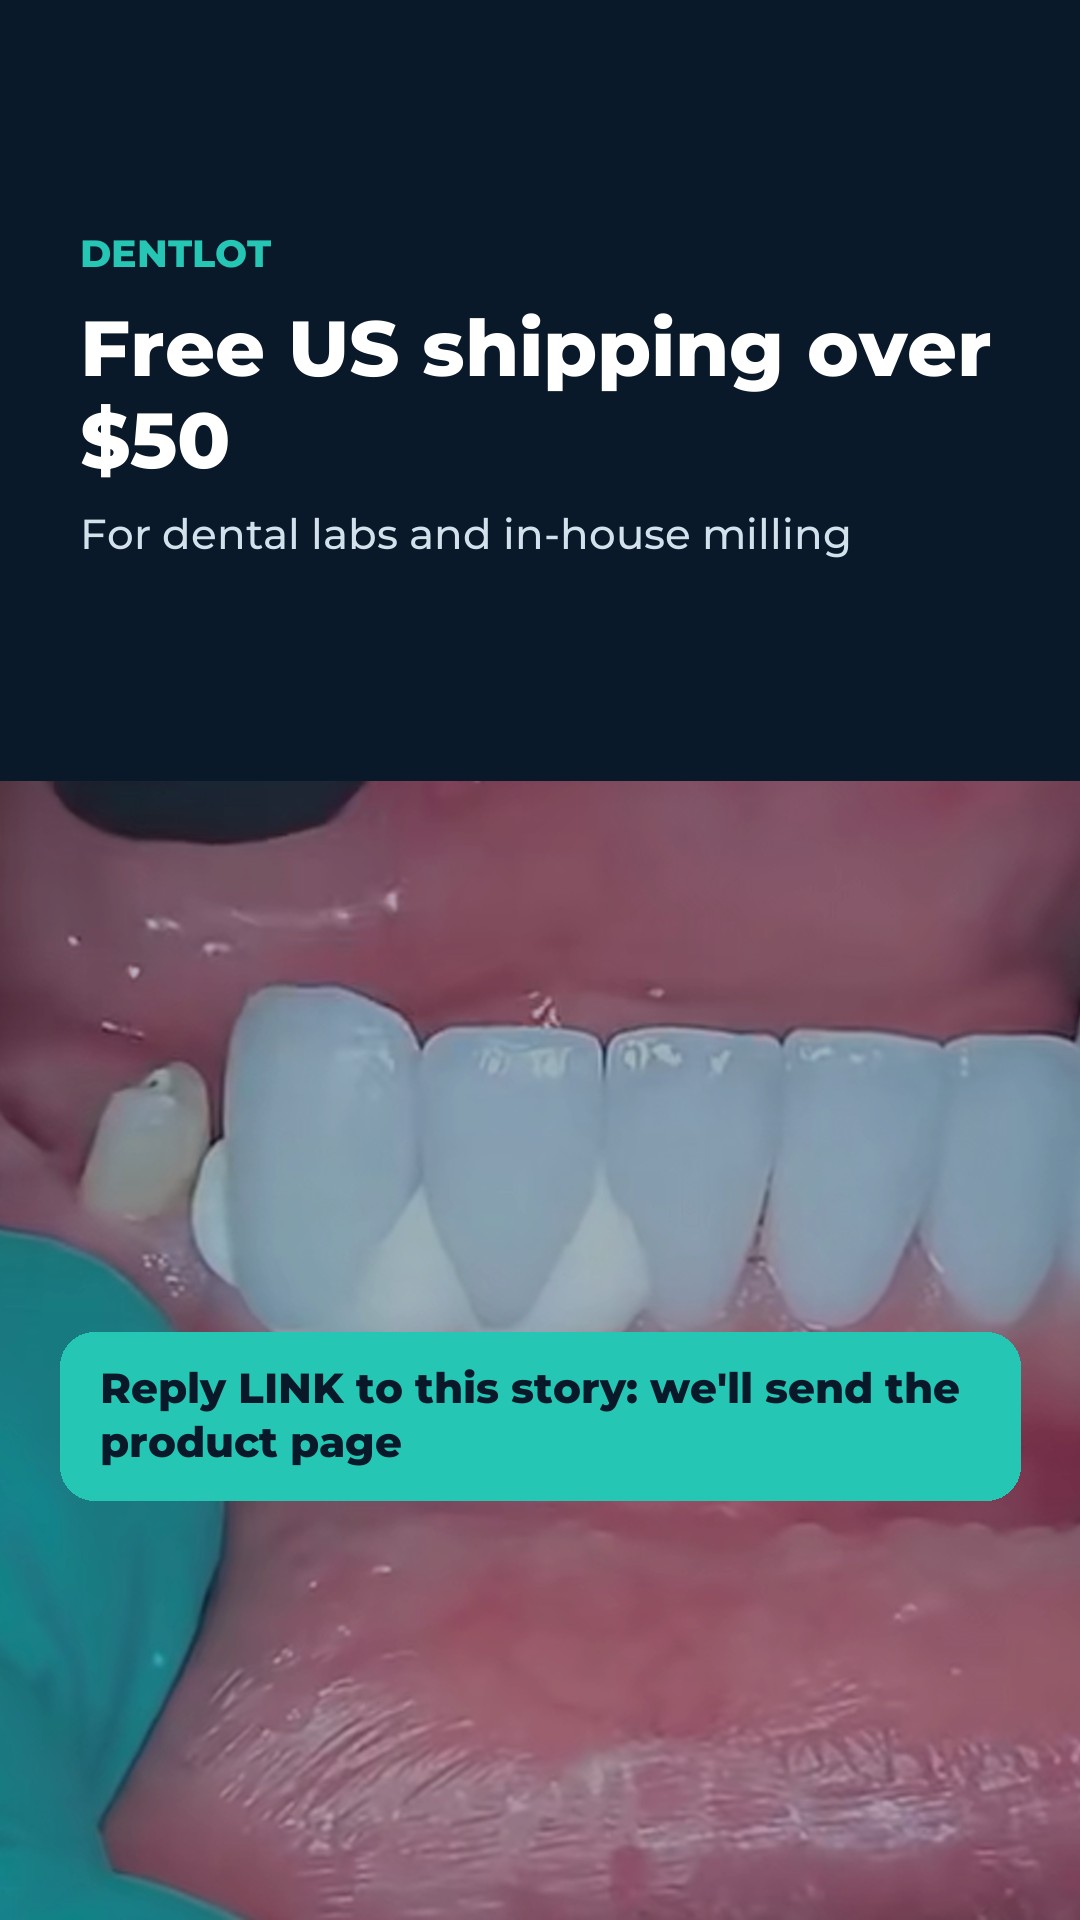 DENTLOT
Free US shipping over
$50
For dental labs and in-house milling
Reply LINK to this story: we'll send the
product page